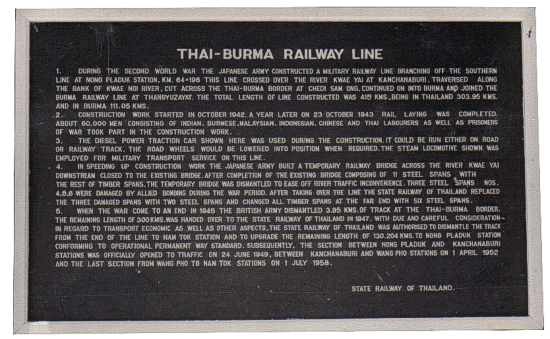 THAI-BURMA RAILWAY LINE
1. DURING THE SECOND WORLD WAR THE JAPANESE ARMY CONSTRUCTED A MILITARY RAILWAY LINE BRANCHING OFF THE SOUTHERN
LINE AT NONG PLADUK STATION, KM. 64+196 THIS LINE CROSSED OVER THE RIVER KWAE YAI AT KANCHANABURI, TRAVERSED ALONG
THE BANK OF KWAE NOI RIVER, CUT ACROSS THE THAI-BURMA BORDER AT CHEDI SAM ONG, CONTINUED ON INTO BURMA AND JOINED THE
BURMA RAILWAY LINE AT THANBYUZAYAT. THE TOTAL LENGTH OF LINE CONSTRUCTED WAS 415 KMS., BEING IN THAILAND 303.95 KMS.
AND IN BURMA 111.05 KMS.
2. CONSTRUCTION WORK STARTED IN OCTOBER 1942. A YEAR LATER ON 23 OCTOBER 1943 RAIL LAYING WAS COMPLETED.
ABOUT 60,000 MEN CONSISTING OF INDIAN, BURMESE, MALAYSIAN, INDONESIAN, CHINESE AND THAI LABOURERS AS WELL AS PRISONERS
OF WAR TOOK PART IN THE CONSTRUCTION WORK.
3. THE DIESEL POWER TRACTION CAR SHOWN HERE WAS USED DURING THE CONSTRUCTION. IT COULD BE RUN EITHER ON ROAD
OR RAILWAY TRACK, THE ROAD WHEELS WOULD BE LOWERED INTO POSITION WHEN REQUIRED. THE STEAM LOCOMOTIVE SHOWN WAS
EMPLOYED FOR MILITARY TRANSPORT SERVICE ON THIS LINE.
4. IN SPEEDING UP CONSTRUCTION WORK THE JAPANESE ARMY BUILT A TEMPORARY RAILWAY BRIDGE ACROSS THE RIVER KWAE YAI
DOWNSTREAM CLOSED TO THE EXISTING BRIDGE. AFTER COMPLETION OF THE EXISTING BRIDGE COMPOSING OF 11 STEEL SPANS WITH
THE REST OF TIMBER SPANS, THE TEMPORARY BRIDGE WAS DISMANTLED TO EASE OFF RIVER TRAFFIC INCONVENIENCE. THREE STEEL SPANS NOS.
4,5,6 WERE DAMAGED BY ALLIED BOMBING DURING THE WAR PERIOD. AFTER TAKING OVER THE LINE THE STATE RAILWAY OF THAILAND REPLACED
THE THREE DAMAGED SPANS WITH TWO STEEL SPANS AND CHANGED ALL TIMBER SPANS AT THE FAR END WITH SIX STEEL SPANS.
5. WHEN THE WAR COME TO AN END IN 1945 THE BRITISH ARMY DISMANTLED 3.95 KMS. OF TRACK AT THE THAI-BURMA BORDER.
THE REMAINING LENGTH OF 300 KMS. WAS HANDED OVER TO THE STATE RAILWAY OF THAILAND IN 1947. WITH DUE AND CAREFUL CONSIDERATION-
IN REGARD TO TRANSPORT ECONOMIC AS WELL AS OTHER ASPECTS, THE STATE RAILWAY OF THAILAND WAS AUTHORISED TO DISMANTLE THE TRACK
FROM THE END OF THE LINE TO NAM TOK STATION AND TO UPGRADE THE REMAINING LENGTH OF 130.204 KMS. TO NONG PLADUK STATION
CONFORMING TO OPERATIONAL PERMANENT WAY STANDARD. SUBSEQUENTLY, THE SECTION BETWEEN NONG PLADUK AND KANCHANABURI
STATIONS WAS OFFICIALLY OPENED TO TRAFFIC ON 24 JUNE 1949, BETWEEN KANCHANABURI AND WANG PHO STATIONS ON 1 APRIL 1952
AND THE LAST SECTION FROM WANG PHO TO NAM TOK STATIONS ON 1 JULY 1958.
STATE RAILWAY OF THAILAND.